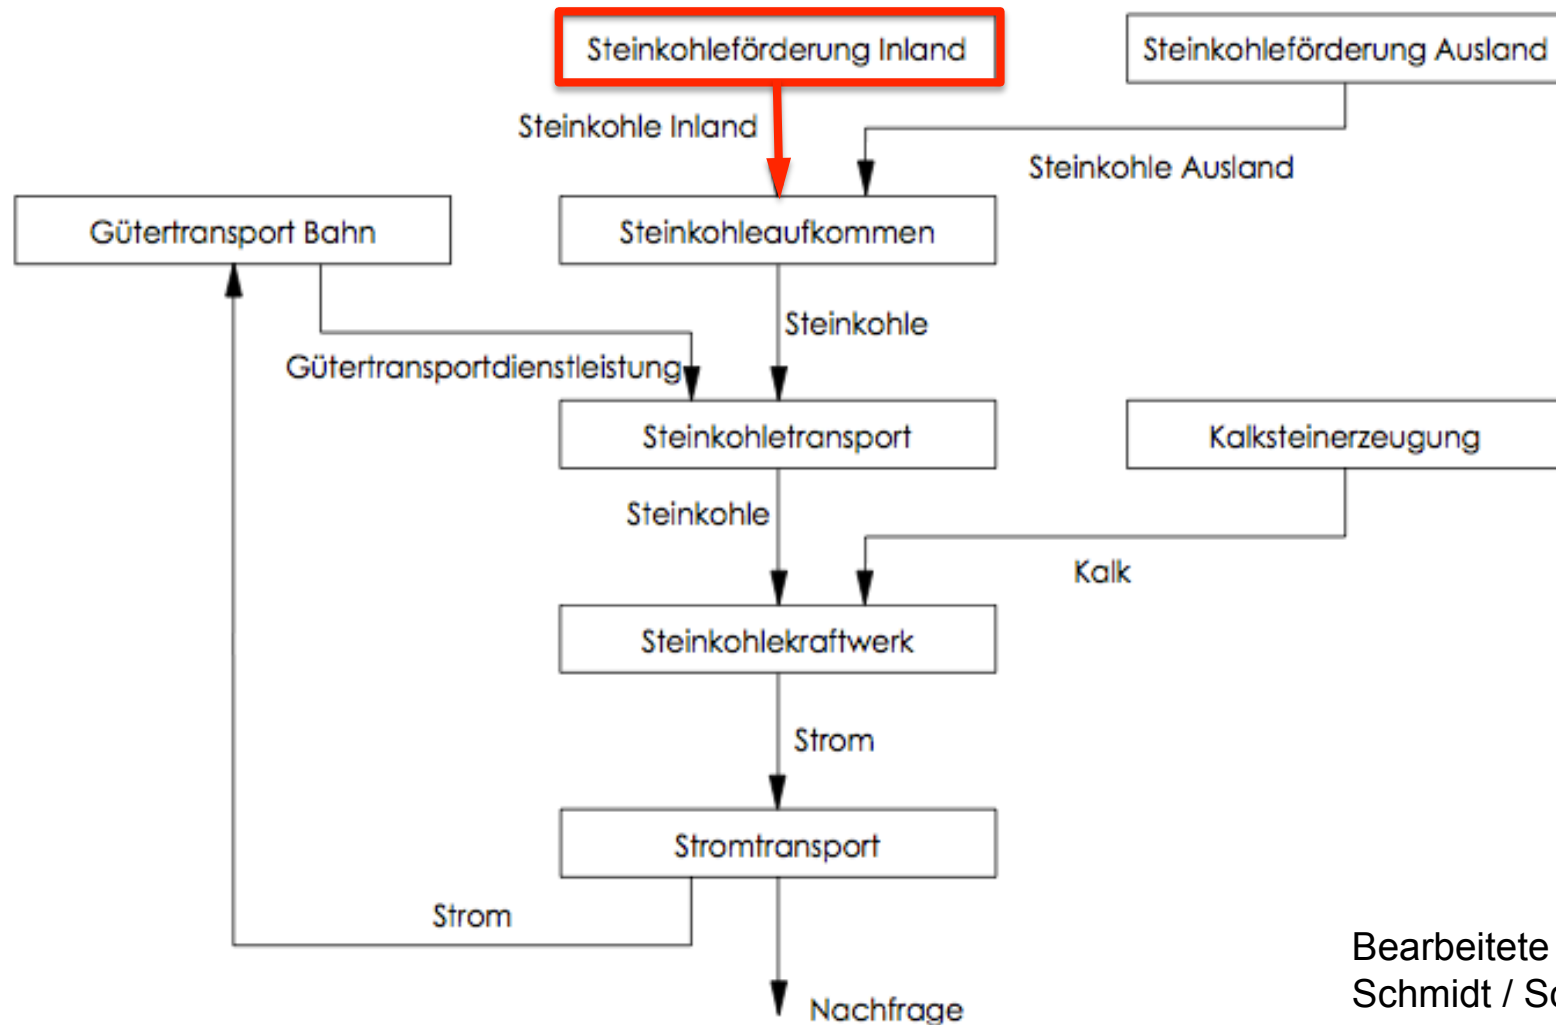 Steinkohleförderung Inland
Steinkohleförderung Ausland
Steinkohle Inland
Steinkohle Ausland
Gütertransport Bahn
Steinkohleaufkommen
Steinkohle
Gütertransportdienstleistung
Steinkohletransport
Kalksteinerzeugung
Steinkohle
Kalk
Steinkohlekraftwerk
Strom
Stromtransport
Strom
Bearbeitete
Schmidt /
Nachfrage